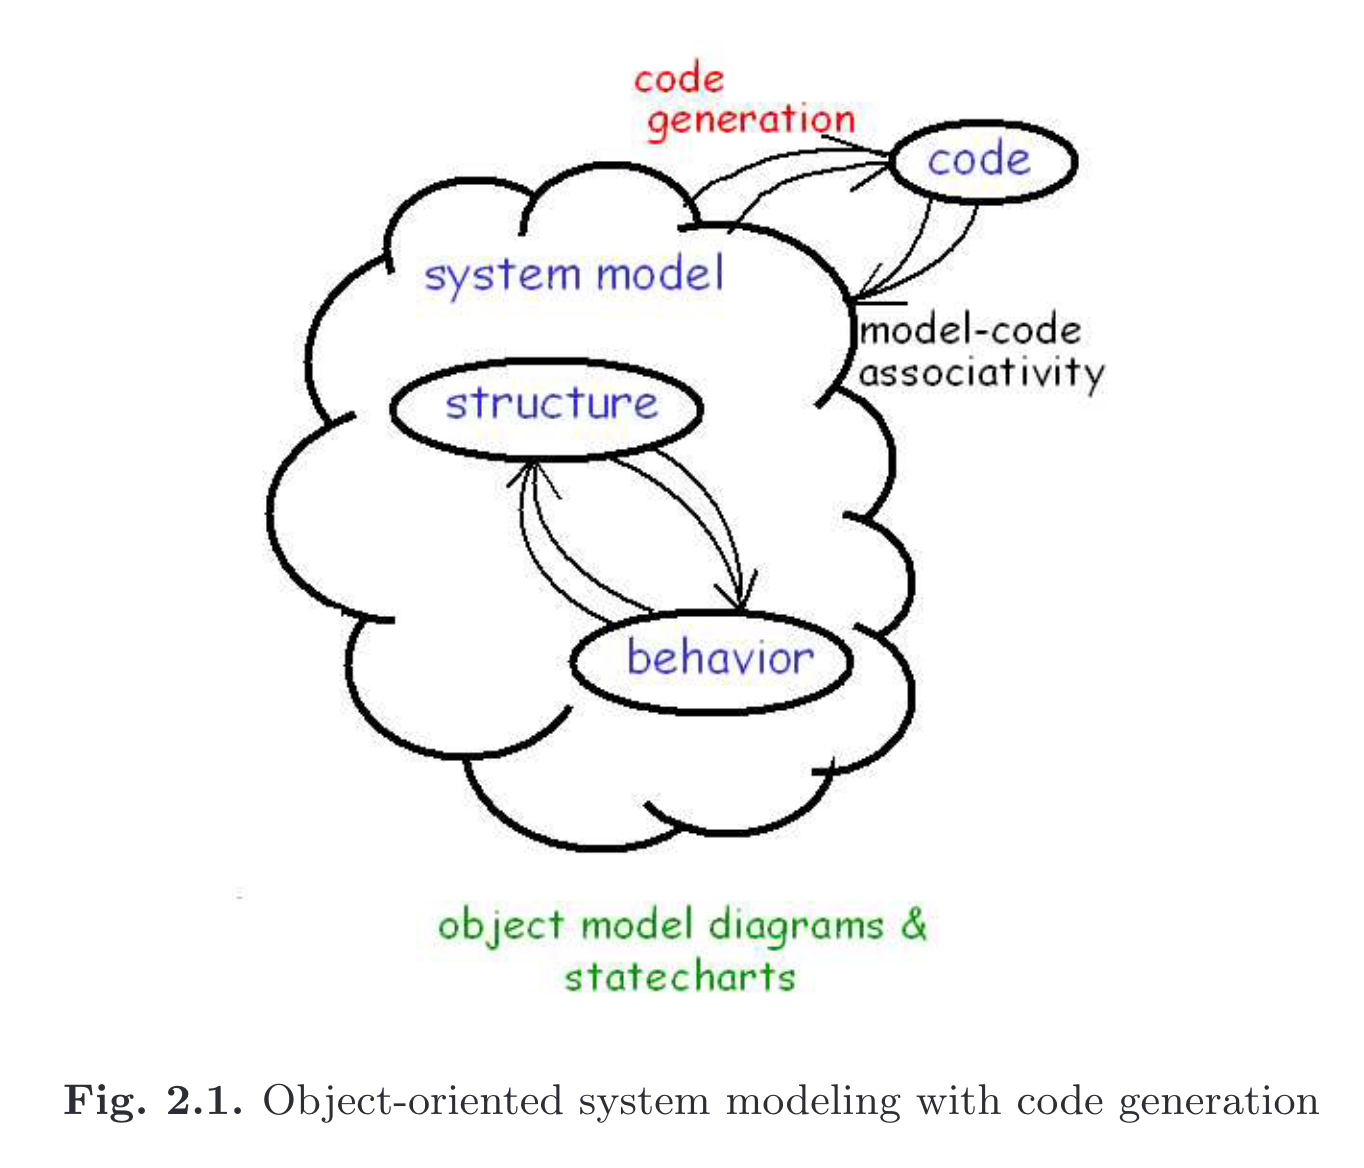 code
generation
code
system model
model-code
associativity
structure
behavior
object model diagrams &
statecharts
Fig. 2.1. Object-oriented system modeling with code generation